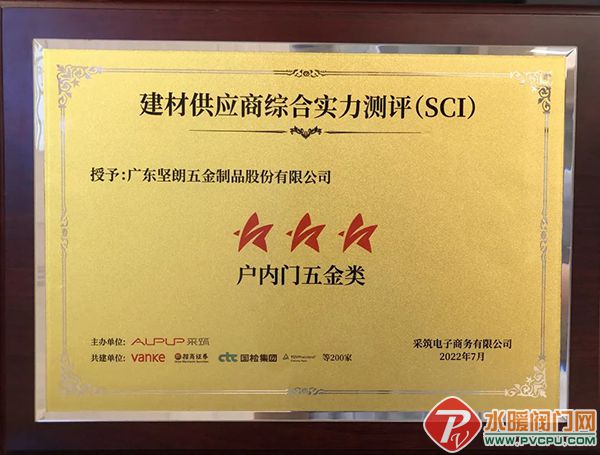 建材供应商综合实力测评(SCI)
授予:广东坚朗五金制品股份有限公司
户内门五金类
主办单位: 采筑
共建单位: vanke 招商证券 ctc 国检集团 等200家
采筑电子商务有限公司
2022年7月
水暖阀门网
WWW.PVCPU.COM